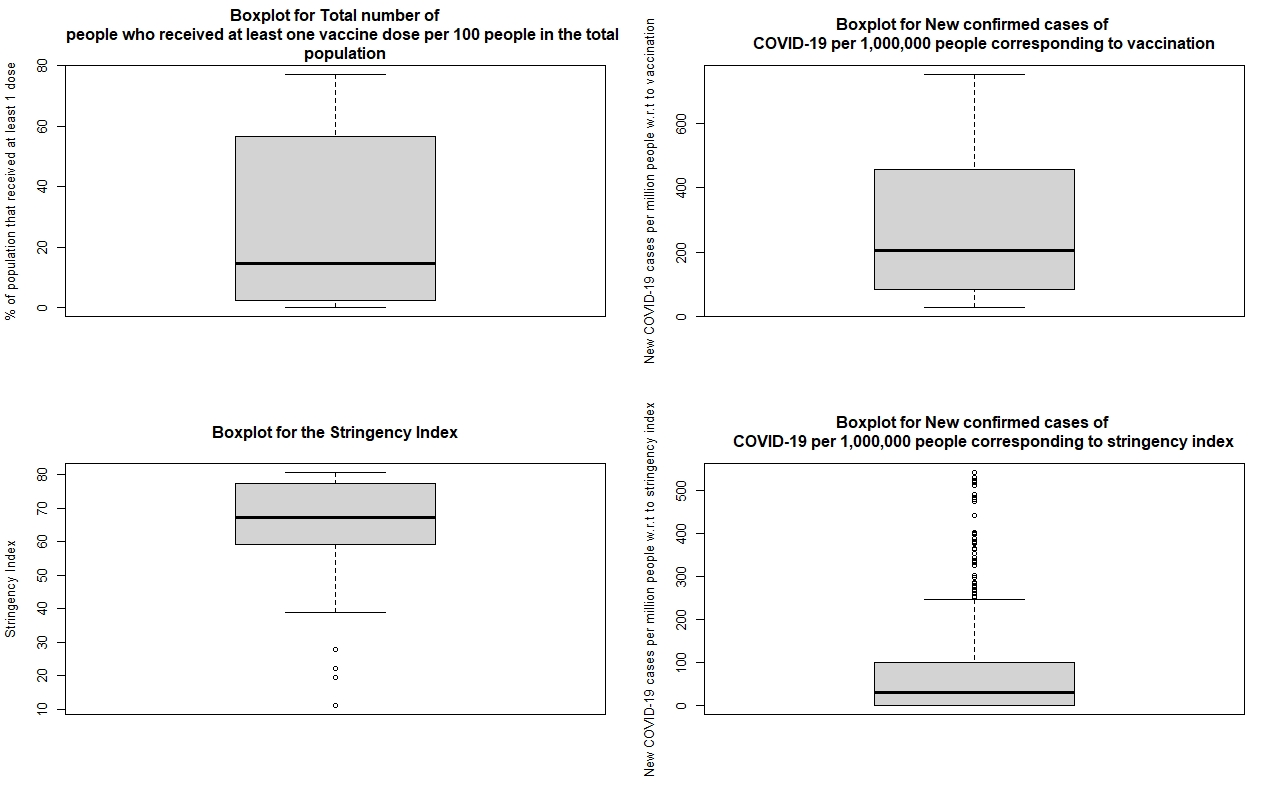 Boxplot for Total number of
people who received at least one vaccine dose per 100 people in the total
population
% of population that received at least 1 dose
80
60
40
20
0
Boxplot for New confirmed cases of
COVID-19 per 1,000,000 people corresponding to vaccination
New COVID-19 cases per million people w.r.t to vaccination
600
400
200
0
Boxplot for the Stringency Index
Stringency Index
80
70
60
50
40
30
20
10
Boxplot for New confirmed cases of
COVID-19 per 1,000,000 people corresponding to stringency index
New COVID-19 cases per million people w.r.t to stringency index
500
400
300
200
100
0